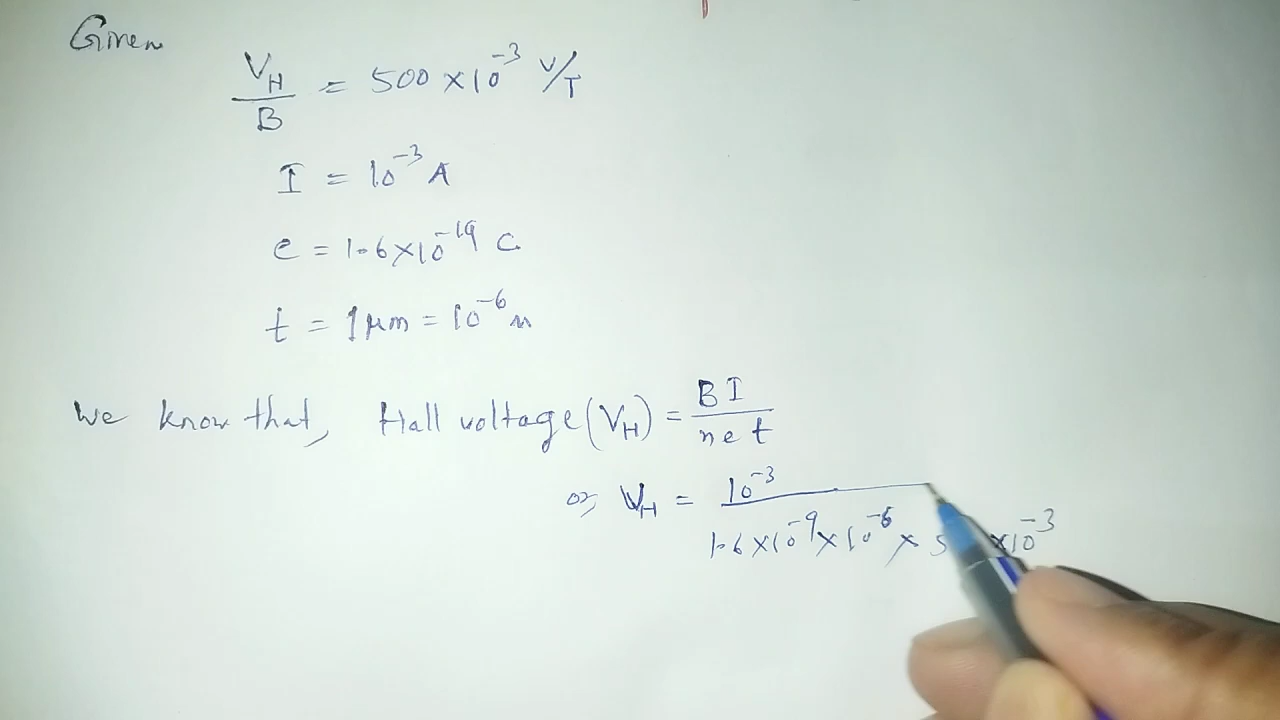 Given
V_H / B = 500 × 10^-3 V/T
I = 10^-3 A
e = 1.6 × 10^-19 C
t = 1 μm = 10^-6 m
We know that, Hall voltage (V_H) = BI / net
or, V_H = 10^-3 / 1.6 × 10^-9 × 10^-6 × 5 × 10^-3